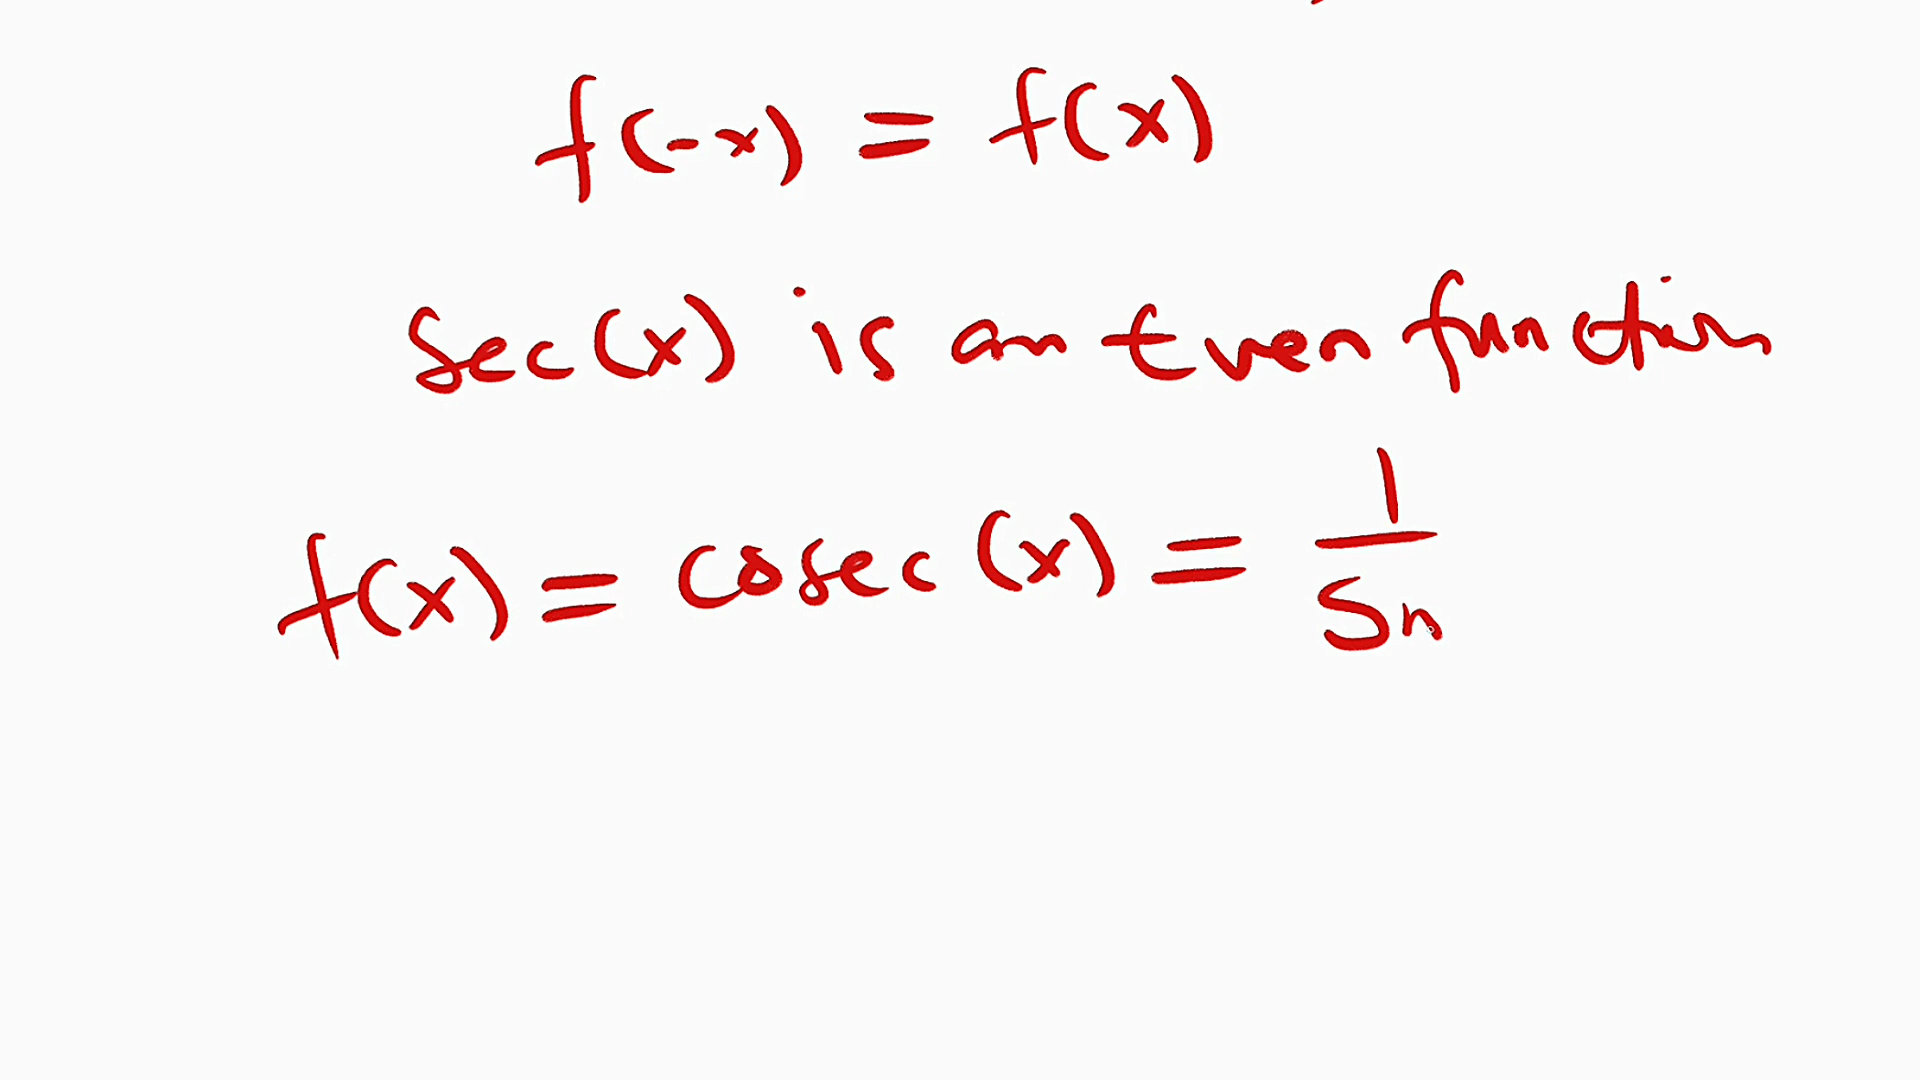 f(-x) = f(x)
sec(x) is an Even function
f(x) = cosec(x) = 1/Sn